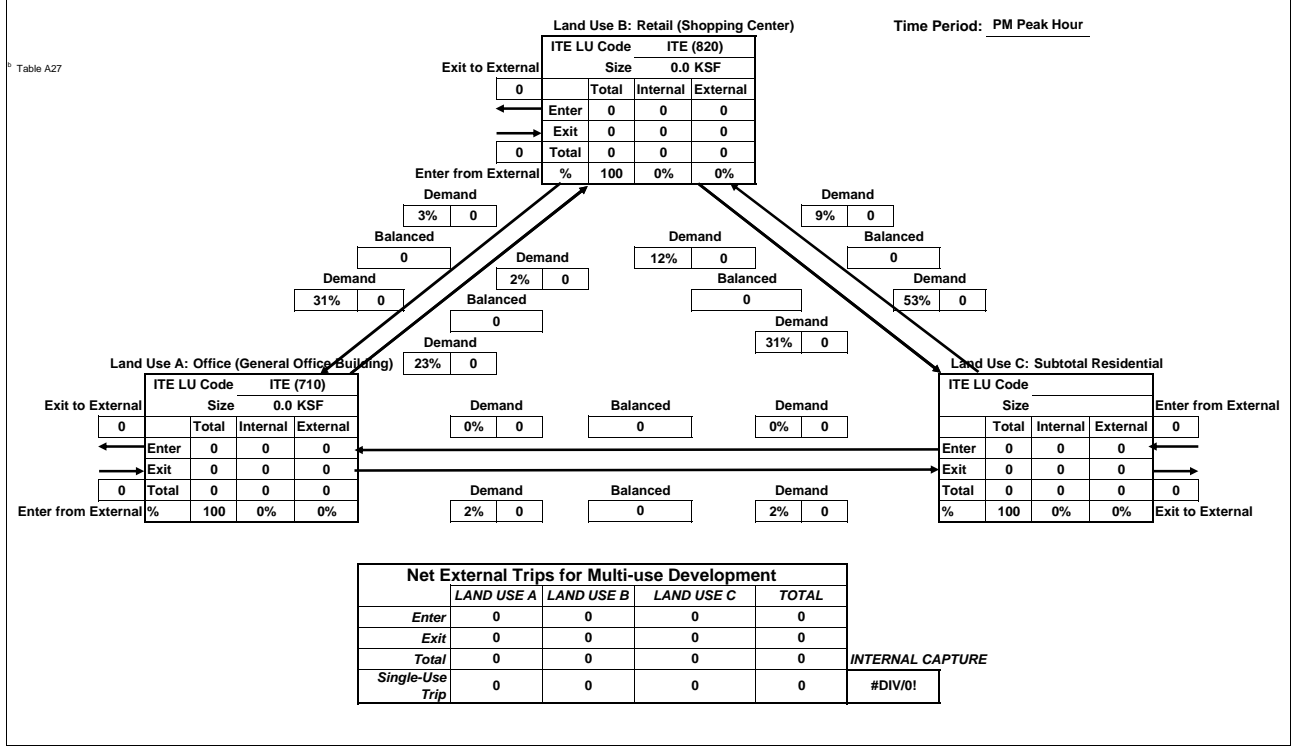 Land Use B: Retail (Shopping Center)
Time Period: PM Peak Hour
ITE LU Code ITE (820)
b Table A27
Exit to External Size 0.0 KSF
0 Total Internal External
Enter 0 0 0
Exit 0 0 0
0 Total 0 0 0
Enter from External % 100 0% 0%
Demand Demand
3% 0 9% 0
Balanced Demand Balanced
0 12% 0 0
Demand
2% 0
Demand Balanced Demand
31% 0 0 53% 0
Balanced
0
Demand
31% 0
Demand
23% 0
Land Use A: Office (General Office Building)
Land Use C: Subtotal Residential
ITE LU Code ITE (710)
ITE LU Code
Exit to External Size 0.0 KSF
Demand Balanced Demand
Size Enter from External
0 Total Internal External
0% 0 0 0% 0
Total Internal External 0
Enter 0 0 0
Enter 0 0 0
Exit 0 0 0
Exit 0 0 0
0 Total 0 0 0
Demand Balanced Demand
Total 0 0 0 0
Enter from External % 100 0% 0%
2% 0 0 2% 0
% 100 0% 0% Exit to External
Net External Trips for Multi-use Development
LAND USE A LAND USE B LAND USE C TOTAL
Enter 0 0 0 0
Exit 0 0 0 0
Total 0 0 0 0 INTERNAL CAPTURE
Single-Use
Trip 0 0 0 0 #DIV/0!